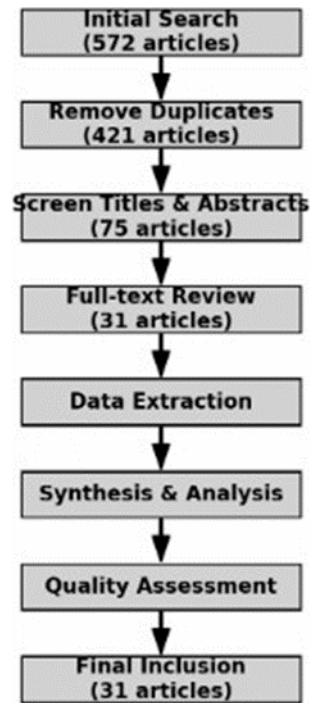 Initial Search
(572 articles)
Remove Duplicates
(421 articles)
Screen Titles & Abstracts
(75 articles)
Full-text Review
(31 articles)
Data Extraction
Synthesis & Analysis
Quality Assessment
Final Inclusion
(31 articles)